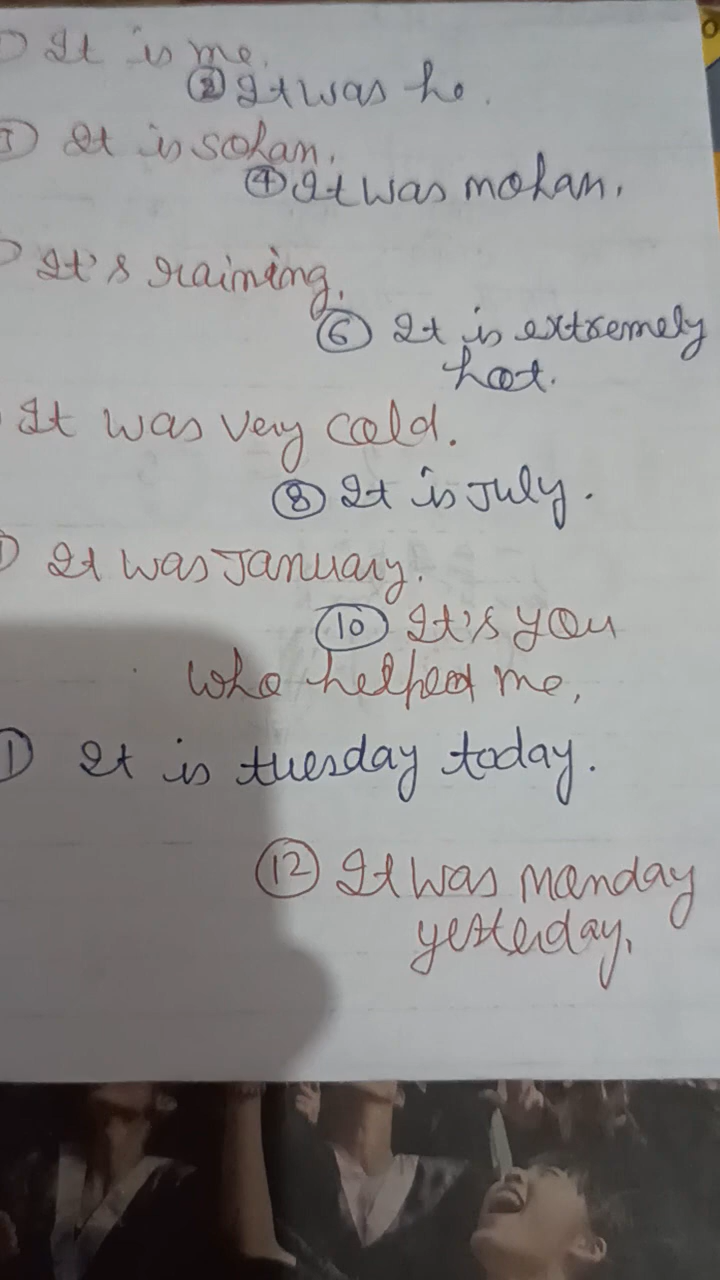 It is me.
② It was he.
3) It is sohan.
④ It was mohan.
It's raining.
⑥ It is extremely
hot.
It was very cold.
⑧ It is July.
It was January.
⑩ It's you
who helped me,
It is tuesday today.
⑫ It was monday
yesterday,